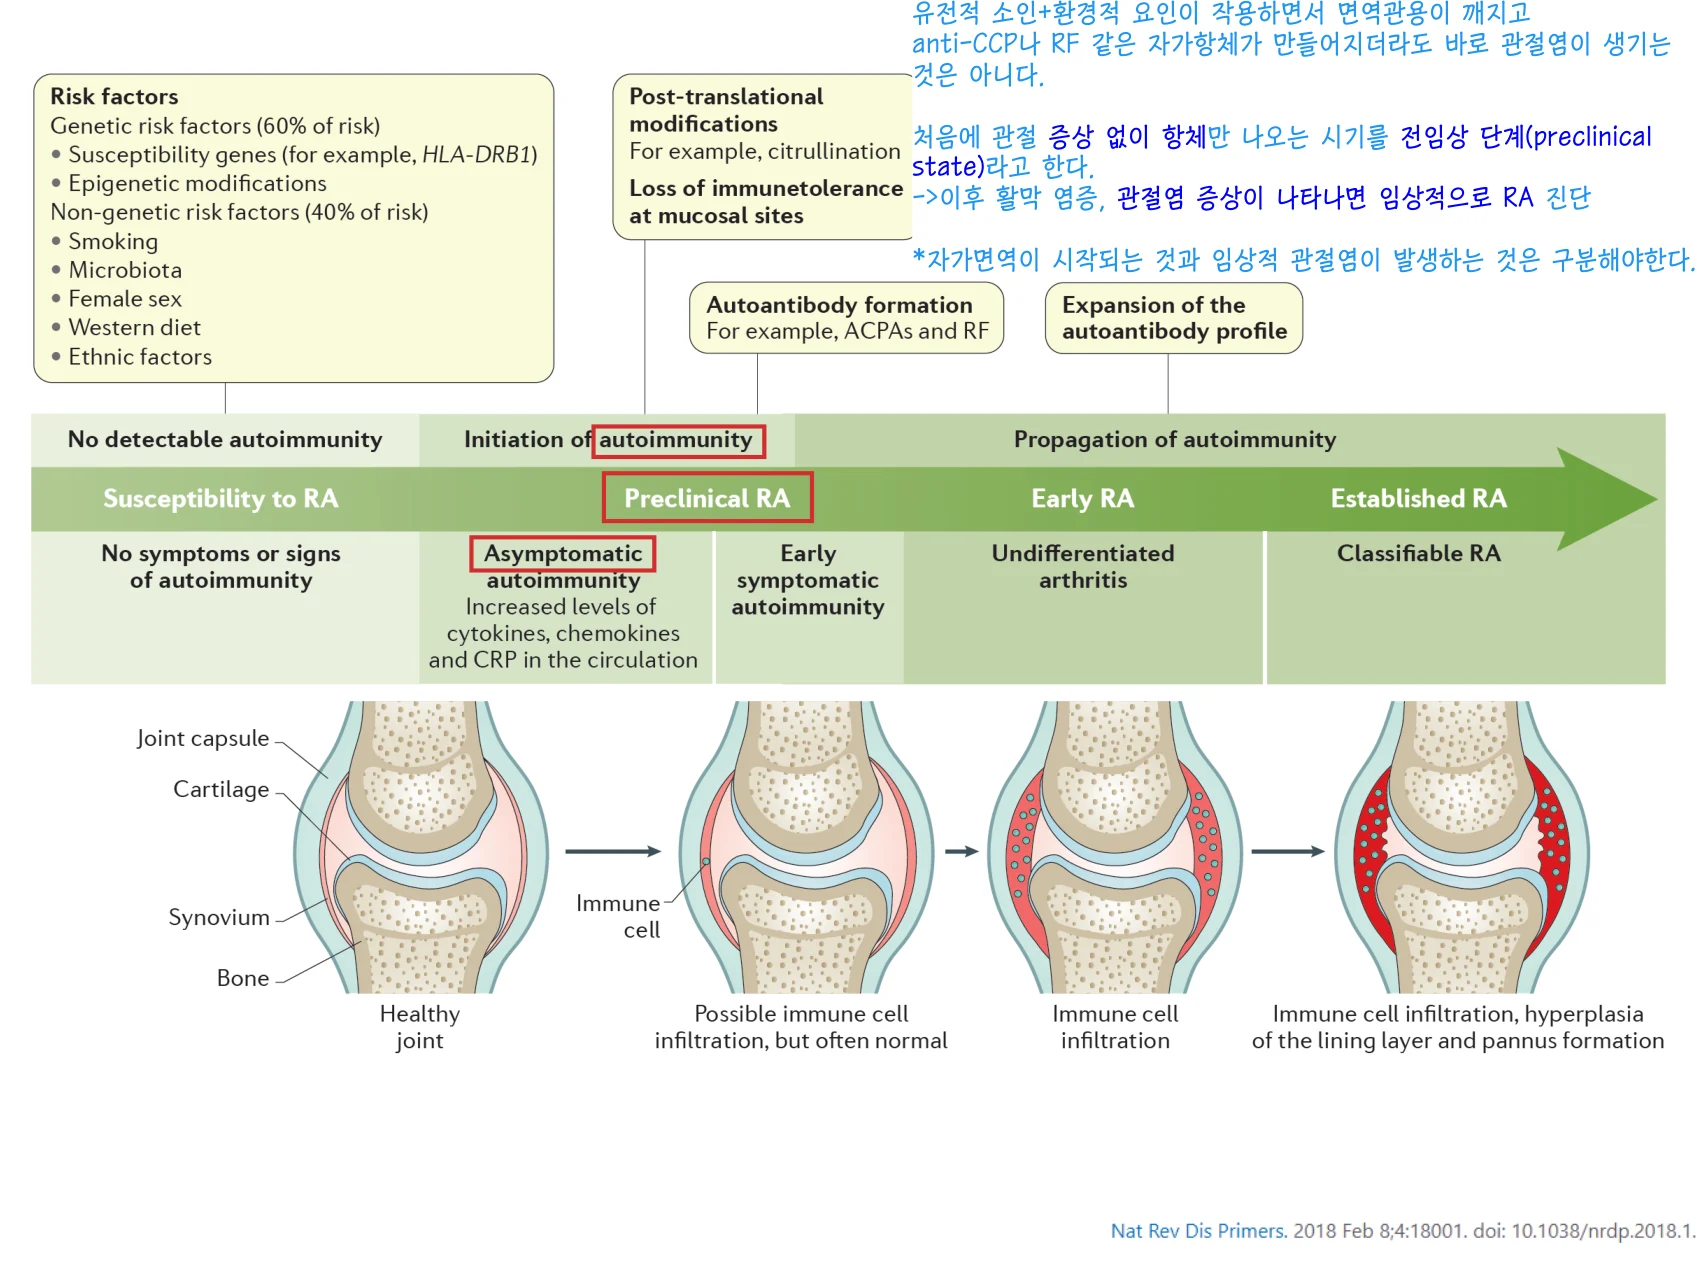 유전적 소인+환경적 요인이 작용하면서 면역관용이 깨지고
anti-CCP나 RF 같은 자가항체가 만들어지더라도 바로 관절염이 생기는
것은 아니다.
처음에 관절 증상 없이 항체만 나오는 시기를 전임상 단계(preclinical
state)라고 한다.
->이후 활막 염증, 관절염 증상이 나타나면 임상적으로 RA 진단
*자가면역이 시작되는 것과 임상적 관절염이 발생하는 것은 구분해야한다.
Risk factors
Genetic risk factors (60% of risk)
• Susceptibility genes (for example, HLA-DRB1)
• Epigenetic modifications
Non-genetic risk factors (40% of risk)
• Smoking
• Microbiota
• Female sex
• Western diet
• Ethnic factors
Post-translational
modifications
For example, citrullination
Loss of immunetolerance
at mucosal sites
Autoantibody formation
For example, ACPAs and RF
Expansion of the
autoantibody profile
No detectable autoimmunity
Initiation of autoimmunity
Propagation of autoimmunity
Susceptibility to RA
Preclinical RA
Early RA
Established RA
No symptoms or signs
of autoimmunity
Asymptomatic
autoimmunity
Increased levels of
cytokines, chemokines
and CRP in the circulation
Early
symptomatic
autoimmunity
Undifferentiated
arthritis
Classifiable RA
Joint capsule
Cartilage
Synovium
Bone
Immune
cell
Healthy
joint
Possible immune cell
infiltration, but often normal
Immune cell
infiltration
Immune cell infiltration, hyperplasia
of the lining layer and pannus formation
Nat Rev Dis Primers. 2018 Feb 8;4:18001. doi: 10.1038/nrdp.2018.1.